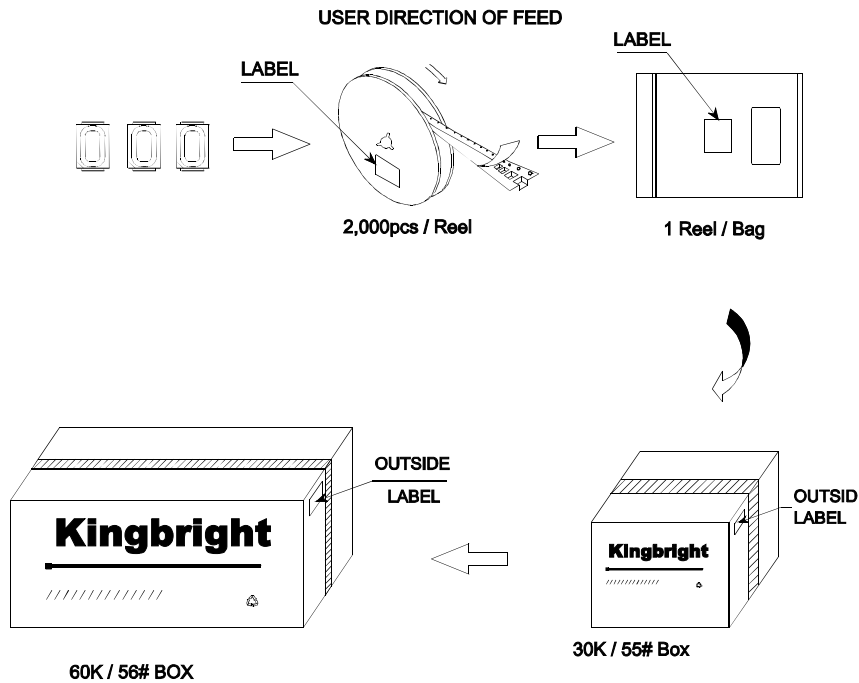 USER DIRECTION OF FEED
LABEL
LABEL
2,000pcs / Reel
1 Reel / Bag
OUTSIDE
LABEL
OUTSID
LABEL
Kingbright
Kingbright
30K / 55# Box
60K / 56# BOX